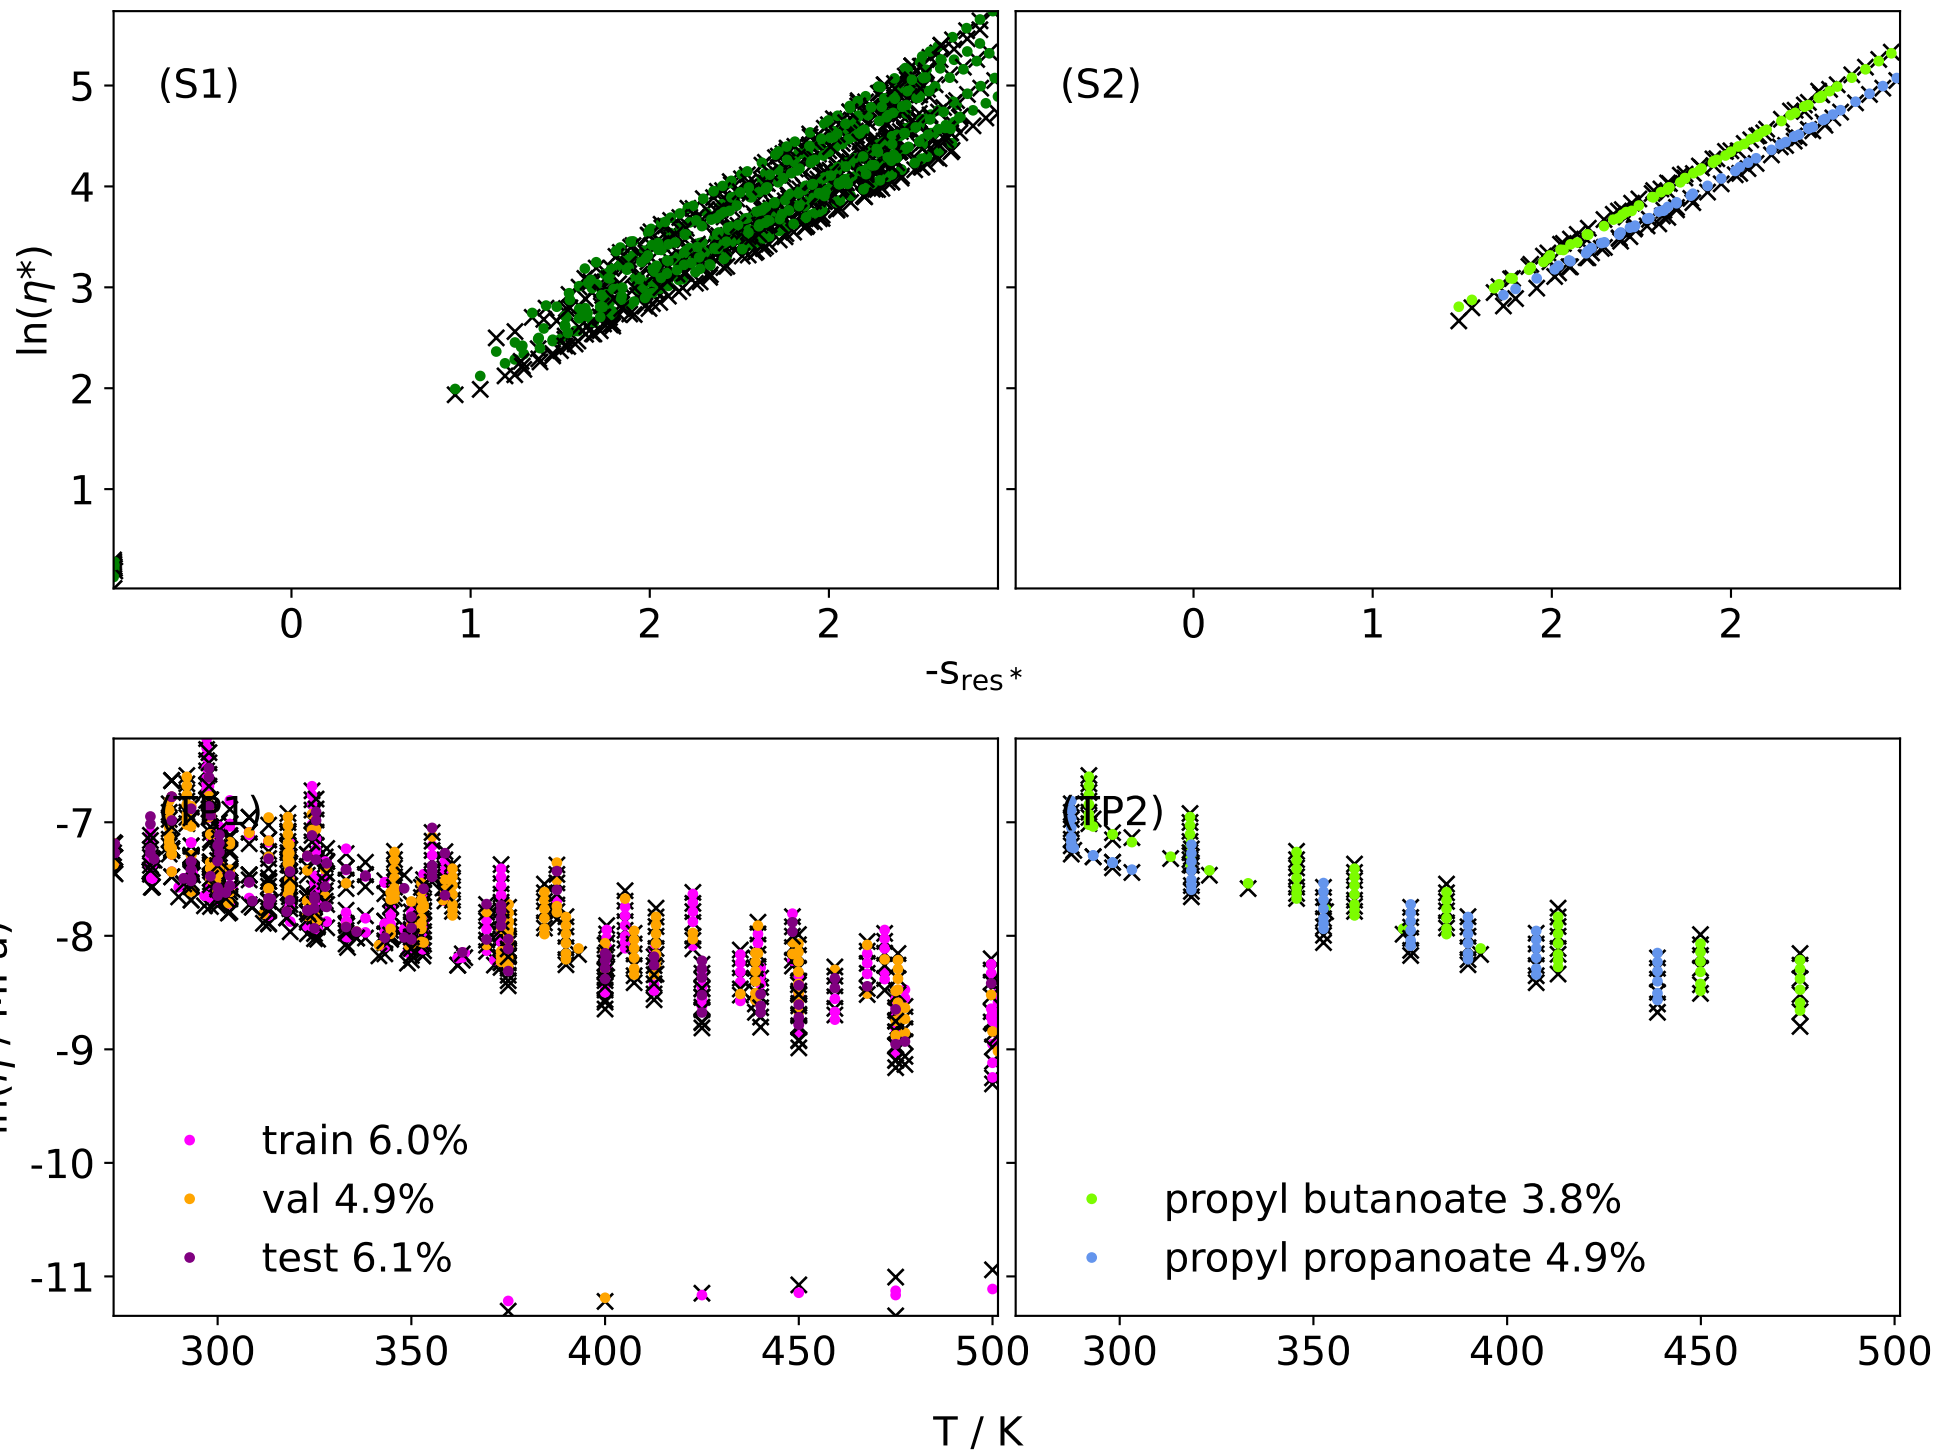 (S1)
(S2)
5
4
3
2
1
ln(η*)
0 1 2 2
0 1 2 2
-s_res*
(TP1)
(TP2)
-7
-8
-9
-10
-11
train 6.0%
val 4.9%
test 6.1%
propyl butanoate 3.8%
propyl propanoate 4.9%
300 350 400 450 500
300 350 400 450 500
T / K